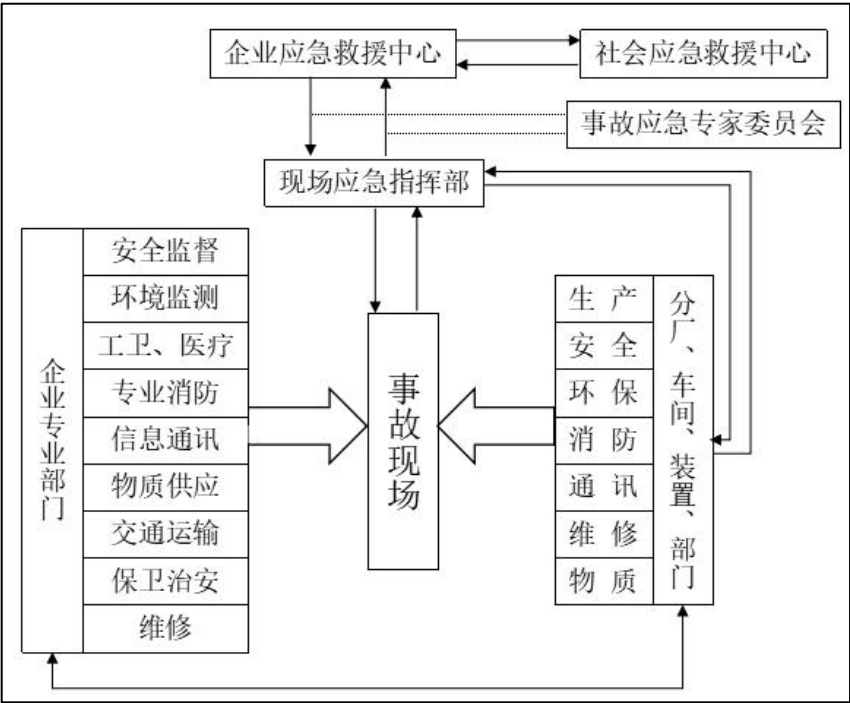 企业应急救援中心
社会应急救援中心
事故应急专家委员会
现场应急指挥部
企业专业部门
安全监督
环境监测
工卫、医疗
专业消防
信息通讯
物质供应
交通运输
保卫治安
维修
事故现场
生产
安全
环保
消防
通讯
维修
物质
分厂、车间、装置、部门